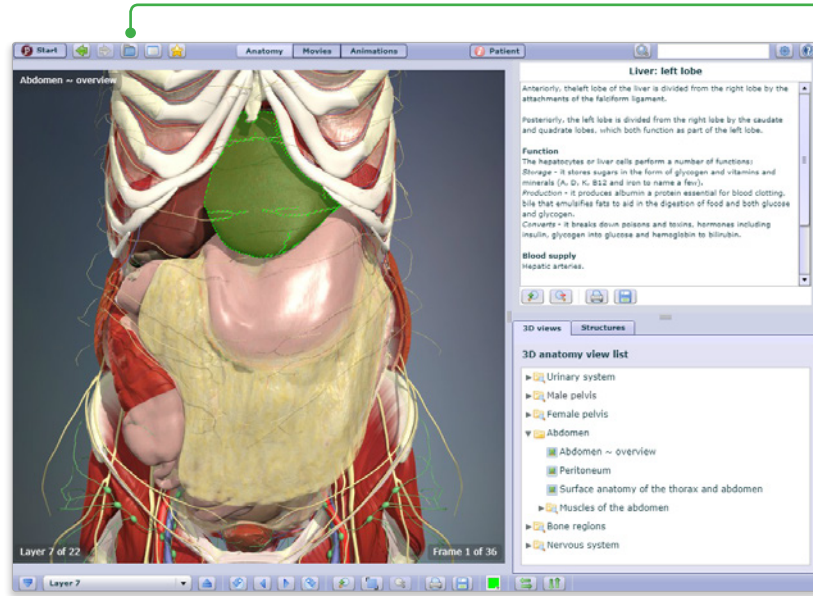 Start
Anatomy
Movies
Animations
Patient
Abdomen ~ overview
Liver: left lobe
Anteriorly, theleft lobe of the liver is divided from the right lobe by the
attachments of the falciform ligament.
Posteriorly, the left lobe is divided from the right lobe by the caudate
and quadrate lobes, which both function as part of the left lobe.
Function
The hepatocytes or liver cells perform a number of functions:
Storage - it stores sugars in the form of glycogen and vitamins and
minerals (A, D, K, B12 and iron to name a few).
Production - it produces albumin a protein essential for blood clotting,
bile that emulsifies fats to aid in the digestion of food and both glucose
and glycogen.
Converts - it breaks down poisons and toxins, hormones including
insulin, glycogen into glucose and hemoglobin to bilirubin.
Blood supply
Hepatic arteries.
3D views
Structures
3D anatomy view list
Urinary system
Male pelvis
Female pelvis
Abdomen
Abdomen ~ overview
Peritoneum
Surface anatomy of the thorax and abdomen
Muscles of the abdomen
Bone regions
Nervous system
Layer 7 of 22
Frame 1 of 36
Layer 7